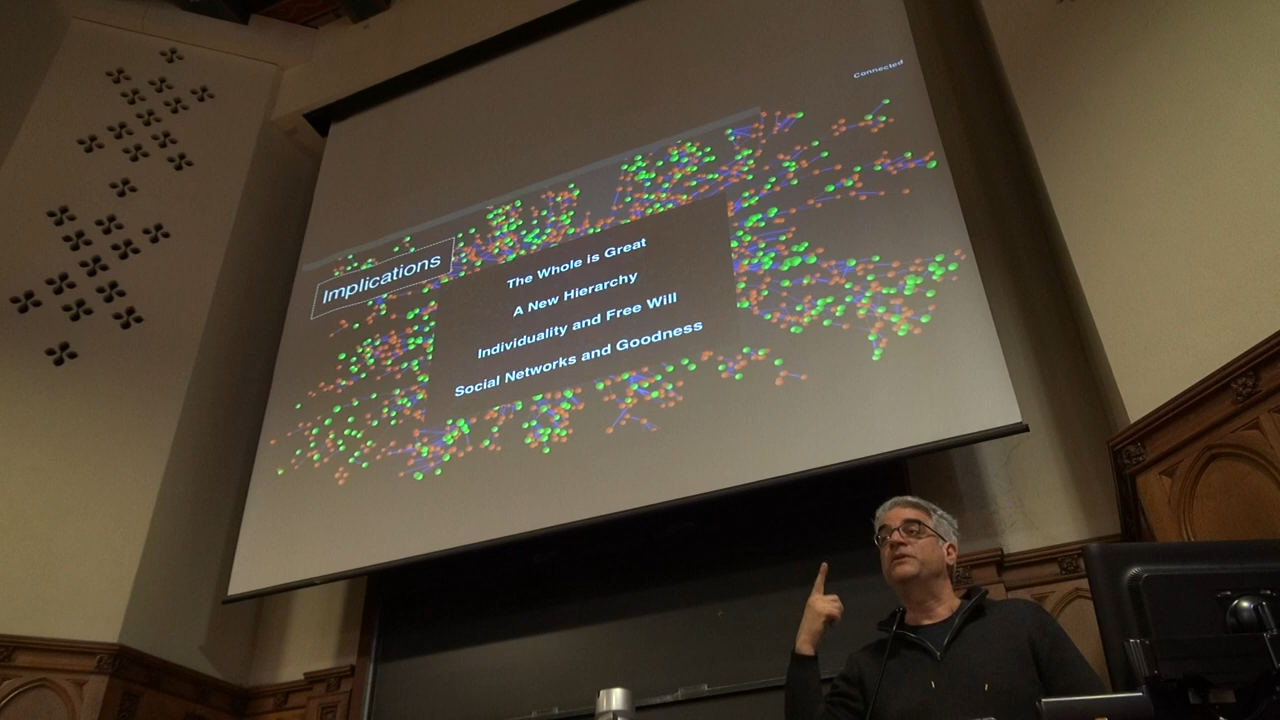 Connected
Implications
The Whole is Great
A New Hierarchy
Individuality and Free Will
Social Networks and Goodness